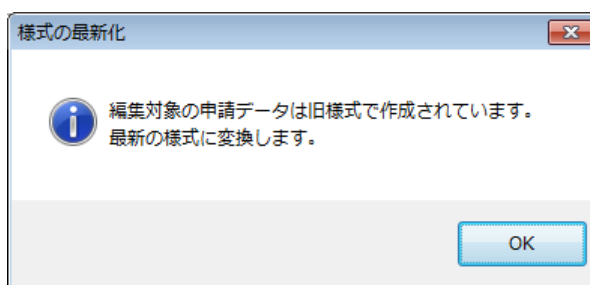 様式の最新化
編集対象の申請データは旧様式で作成されています。
最新の様式に変換します。
OK